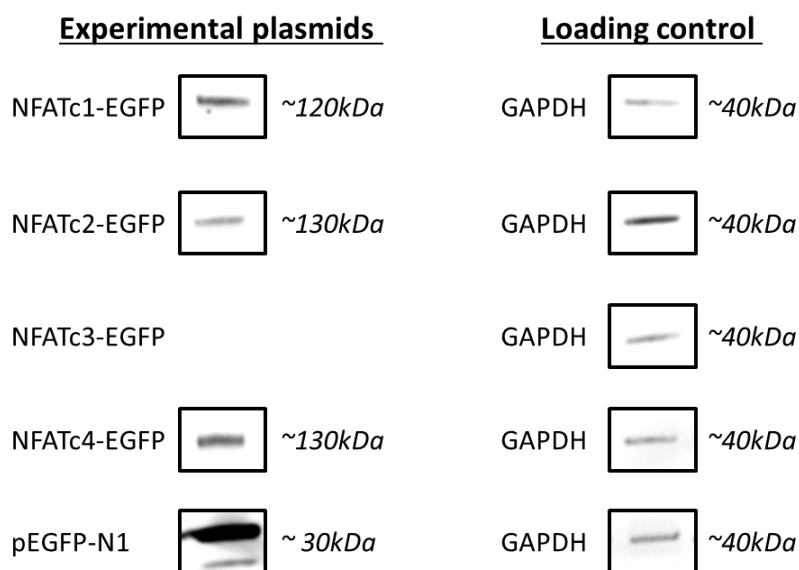 Experimental plasmids
Loading control
NFATc1-EGFP ~120kDa GAPDH ~40kDa
NFATc2-EGFP ~130kDa GAPDH ~40kDa
NFATc3-EGFP GAPDH ~40kDa
NFATc4-EGFP ~130kDa GAPDH ~40kDa
pEGFP-N1 ~ 30kDa GAPDH ~40kDa